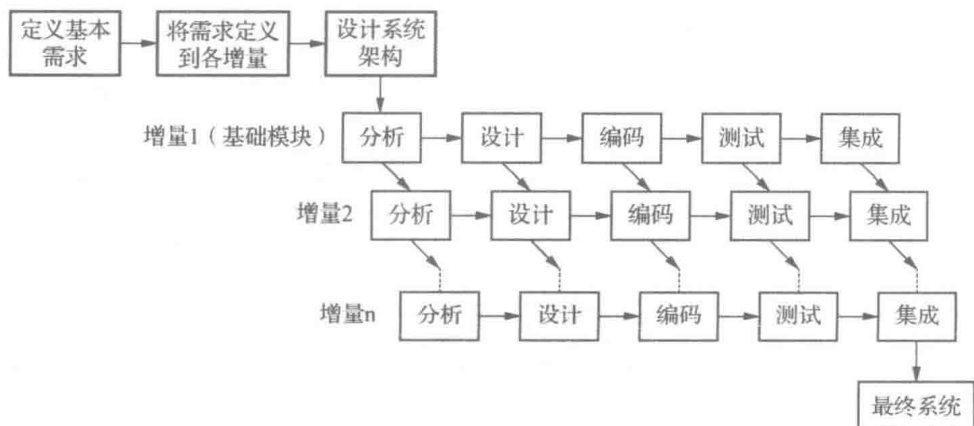 定义基本
需求
将需求定义
到各增量
设计系统
架构
增量1（基础模块） 分析 设计 编码 测试 集成
增量2 分析 设计 编码 测试 集成
增量n 分析 设计 编码 测试 集成
最终系统